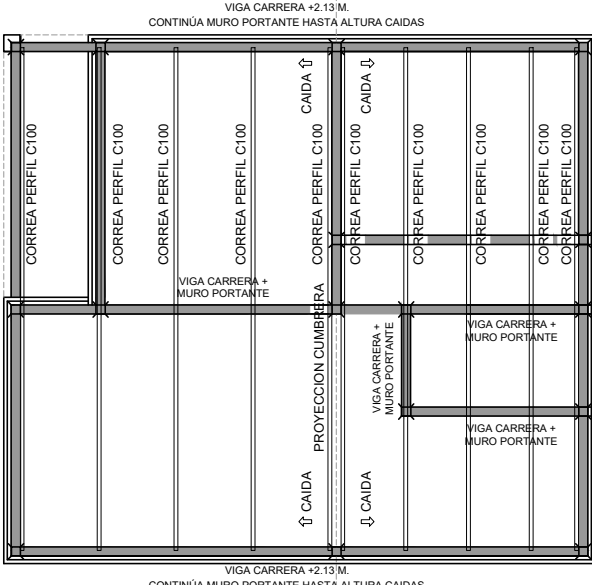 VIGA CARRERA +2.13 M.
CONTINÚA MURO PORTANTE HASTA ALTURA CAIDAS
CAIDA
CAIDA
CORREA PERFIL C100
CORREA PERFIL C100
CORREA PERFIL C100
CORREA PERFIL C100
CORREA PERFIL C100
CORREA PERFIL C100
CORREA PERFIL C100
CORREA PERFIL C100
CORREA PERFIL C100
CORREA PERFIL C100
VIGA CARRERA +
MURO PORTANTE
PROYECCION CUMBRERA
VIGA CARRERA +
MURO PORTANTE
VIGA CARRERA +
MURO PORTANTE
VIGA CARRERA +
MURO PORTANTE
CAIDA
CAIDA
VIGA CARRERA +2.13 M.
CONTINÚA MURO PORTANTE HASTA ALTURA CAIDAS